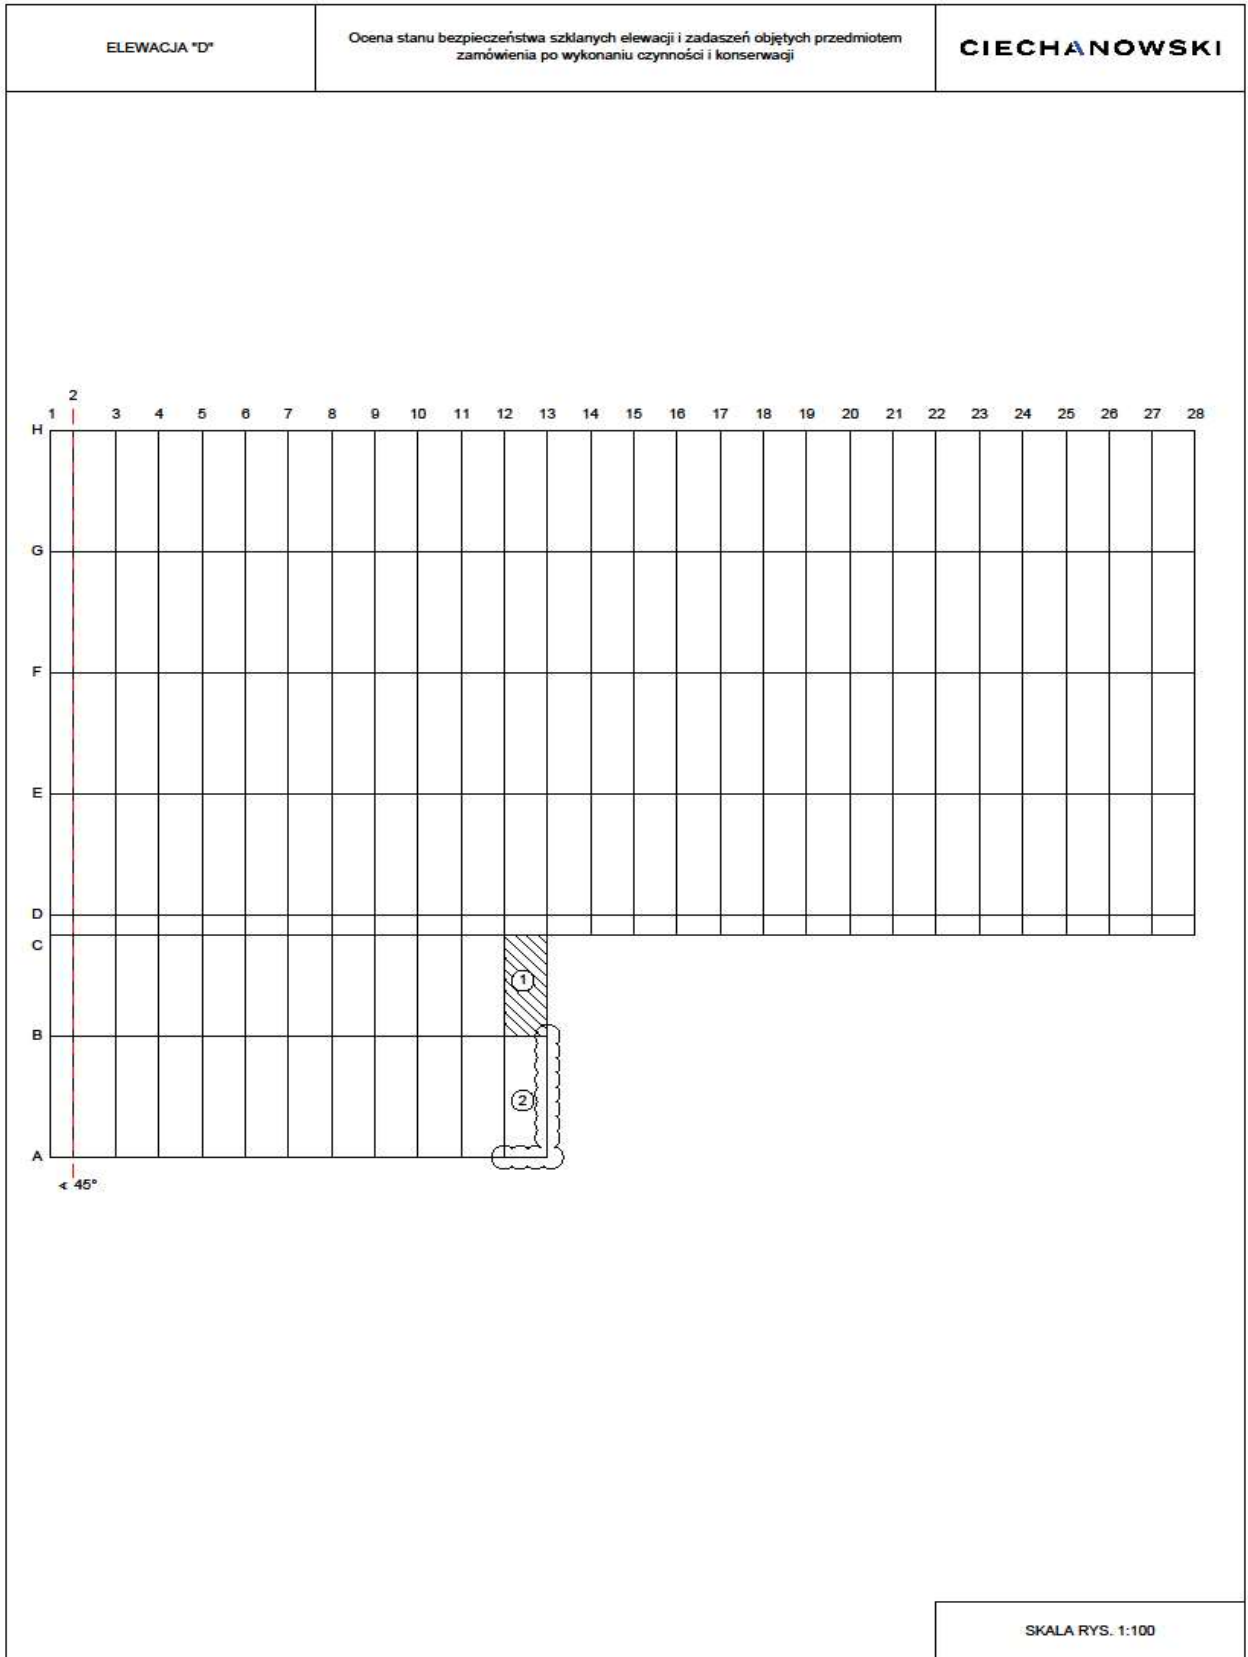 ELEWACJA "D"
Ocena stanu bezpieczeństwa szklanych elewacji i zadaszeń objętych przedmiotem
zamówienia po wykonaniu czynności i konserwacji
CIECHANOWSKI
2
1 3 4 5 6 7 8 9 10 11 12 13 14 15 16 17 18 19 20 21 22 23 24 25 26 27 28
H
G
F
E
D
C
1
B
2
A
∢ 45°
SKALA RYS. 1:100